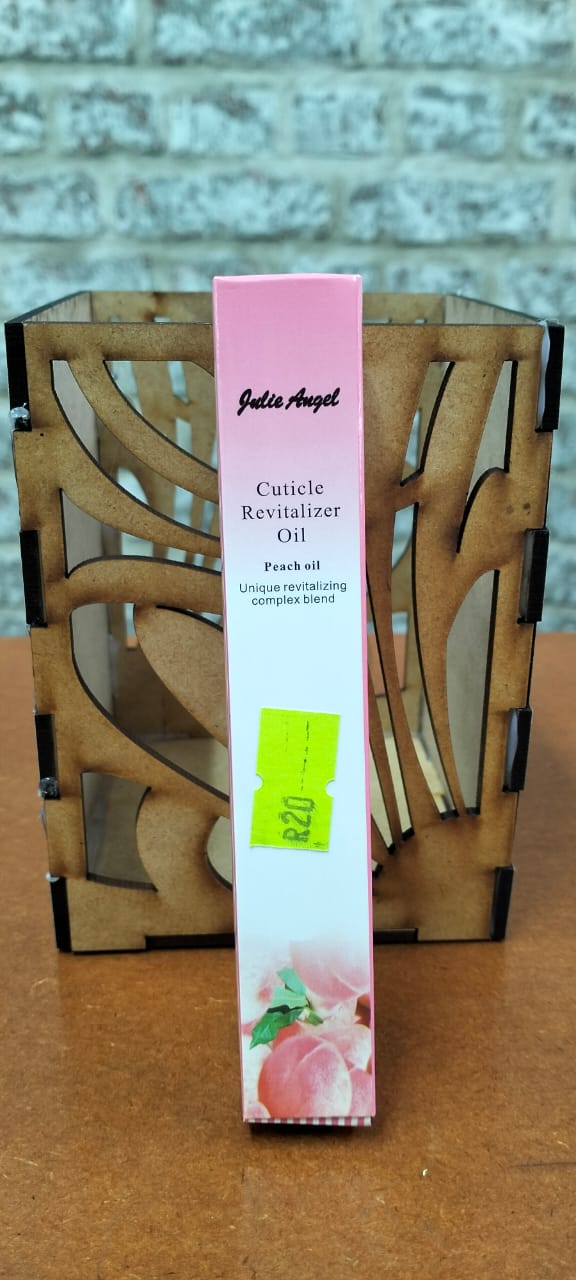 Julie Angel
Cuticle
Revitalizer
Oil
Peach oil
Unique revitalizing
complex blend
R20